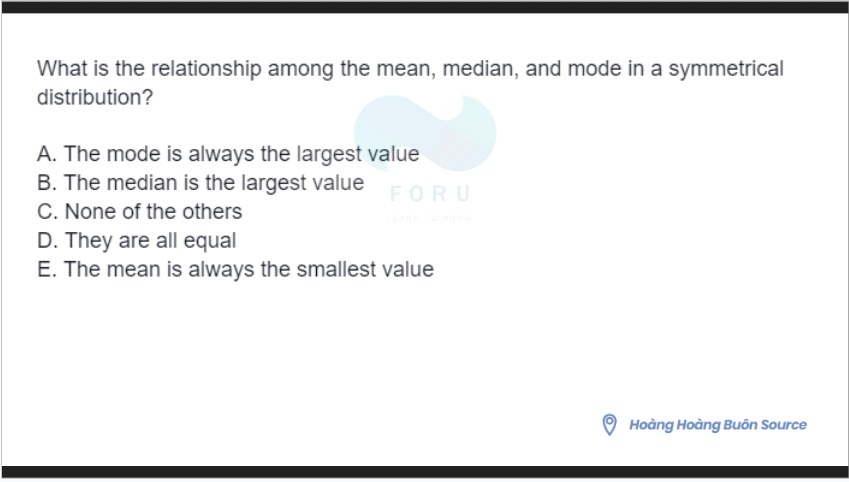 What is the relationship among the mean, median, and mode in a symmetrical
distribution?
A. The mode is always the largest value
B. The median is the largest value
FORU
C. None of the others
D. They are all equal
E. The mean is always the smallest value
Hoàng Hoàng Buôn Source